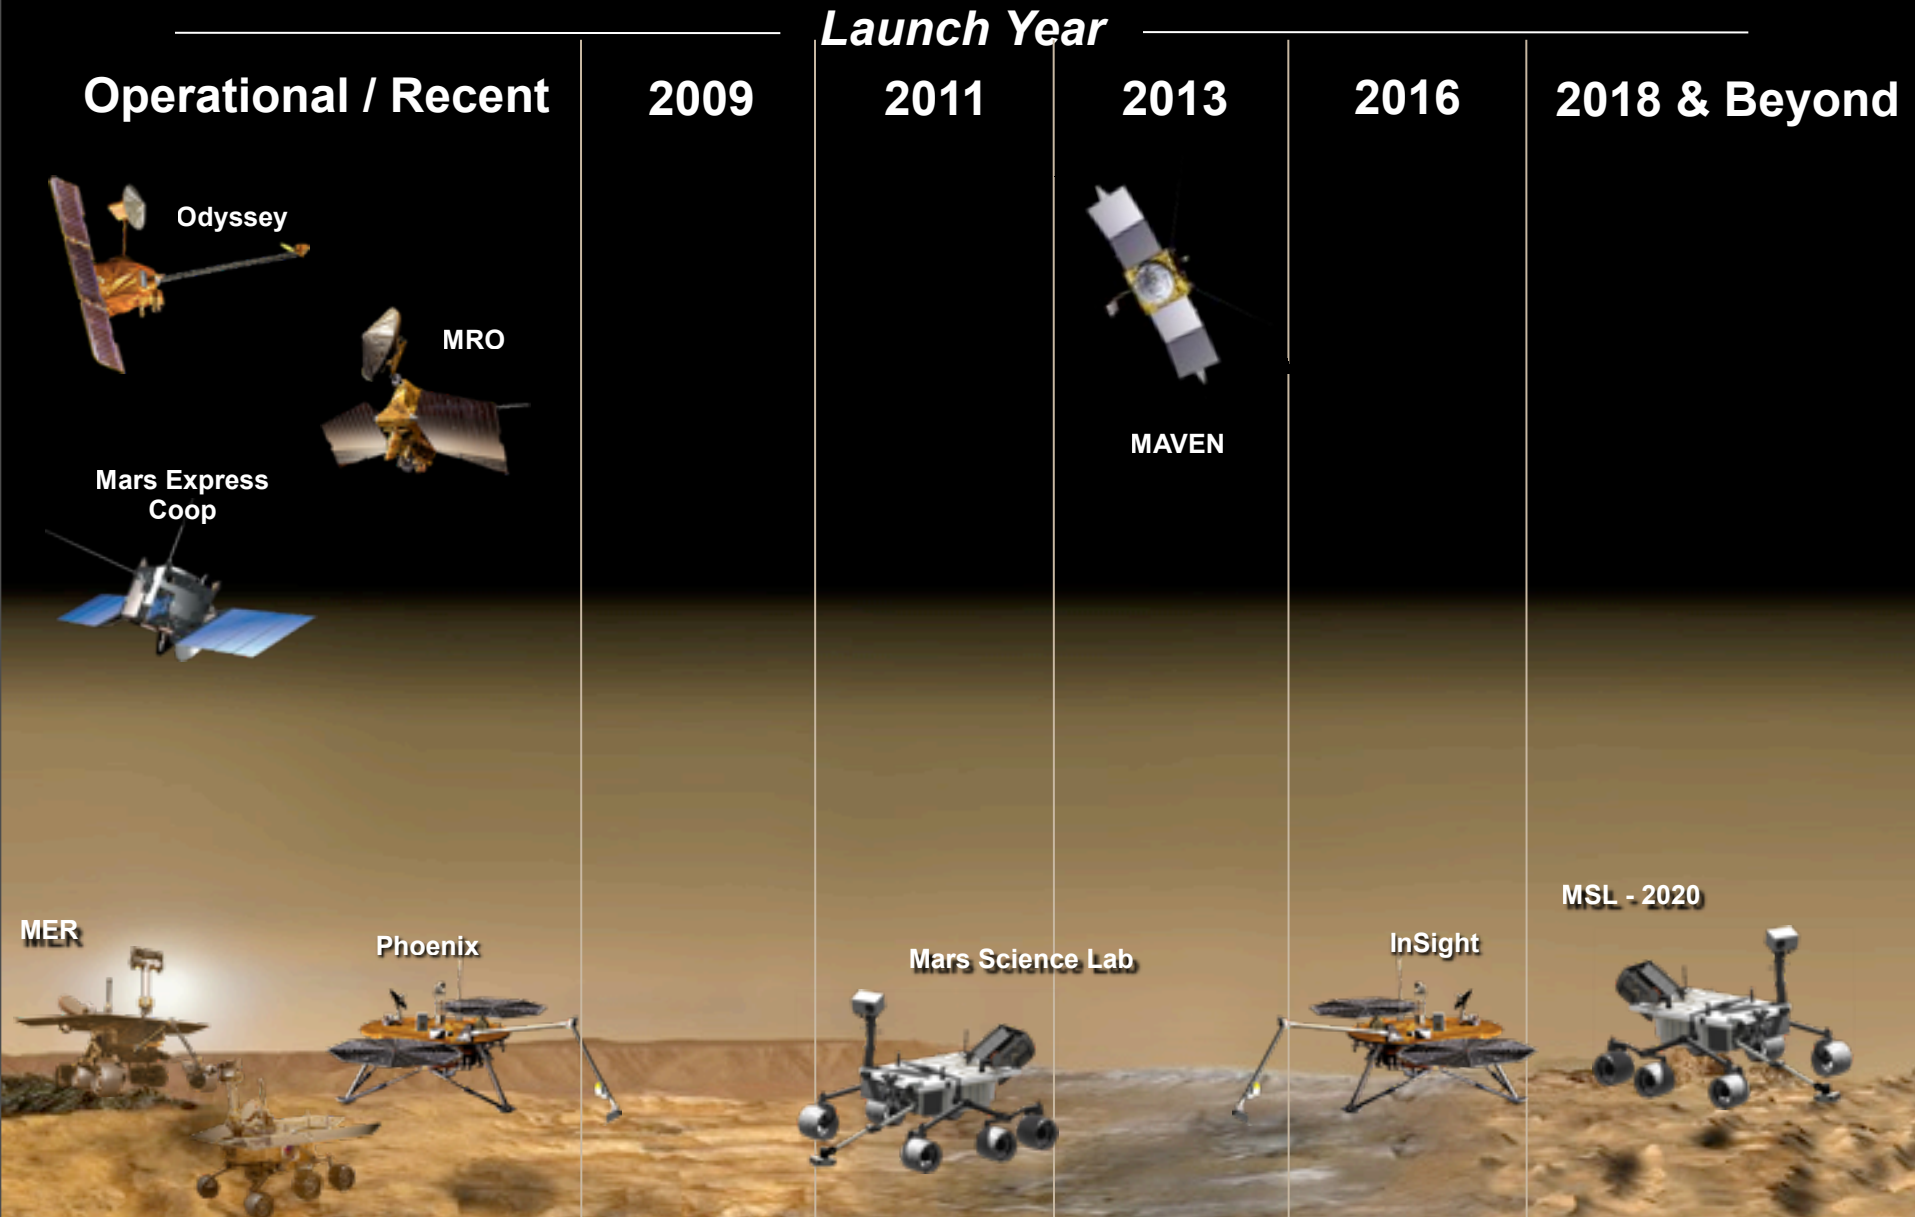 Launch Year
Operational / Recent
2009
2011
2013
2016
2018 & Beyond
Odyssey
MRO
Mars Express
Coop
MAVEN
MER
Phoenix
Mars Science Lab
InSight
MSL - 2020